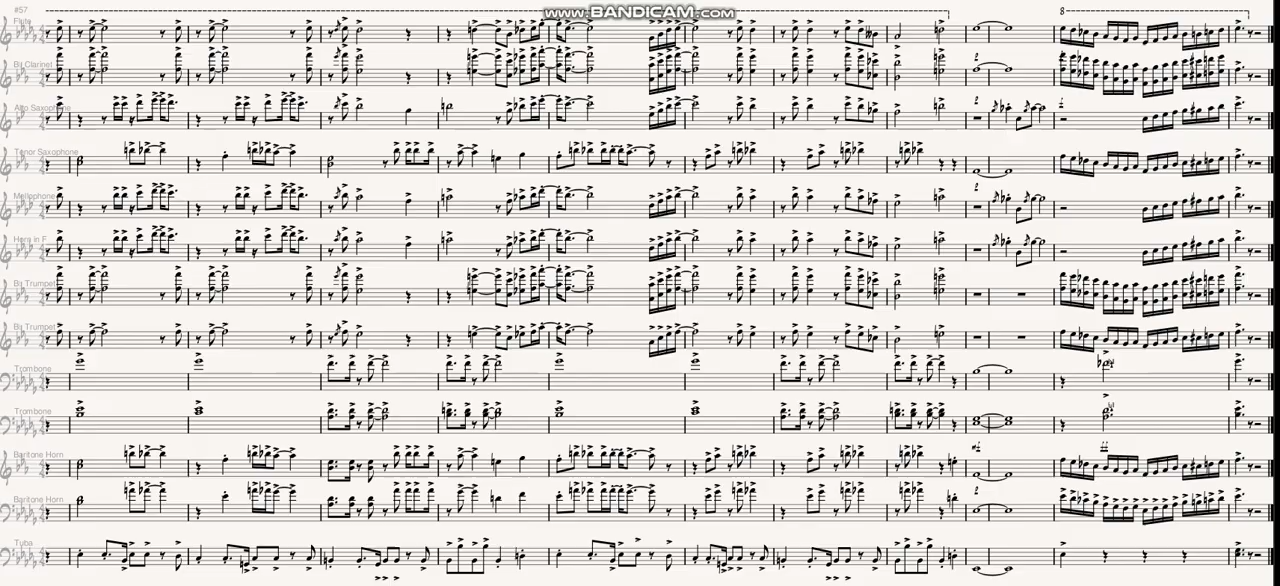 #57
www.BANDICAM.com
8
Flute
B♭ Clarinet
Alto Saxophone
Tenor Saxophone
Mellophone
Horn in F
B♭ Trumpet
B♭ Trumpet
Trombone
Trombone
Baritone Horn
Baritone Horn
Tuba